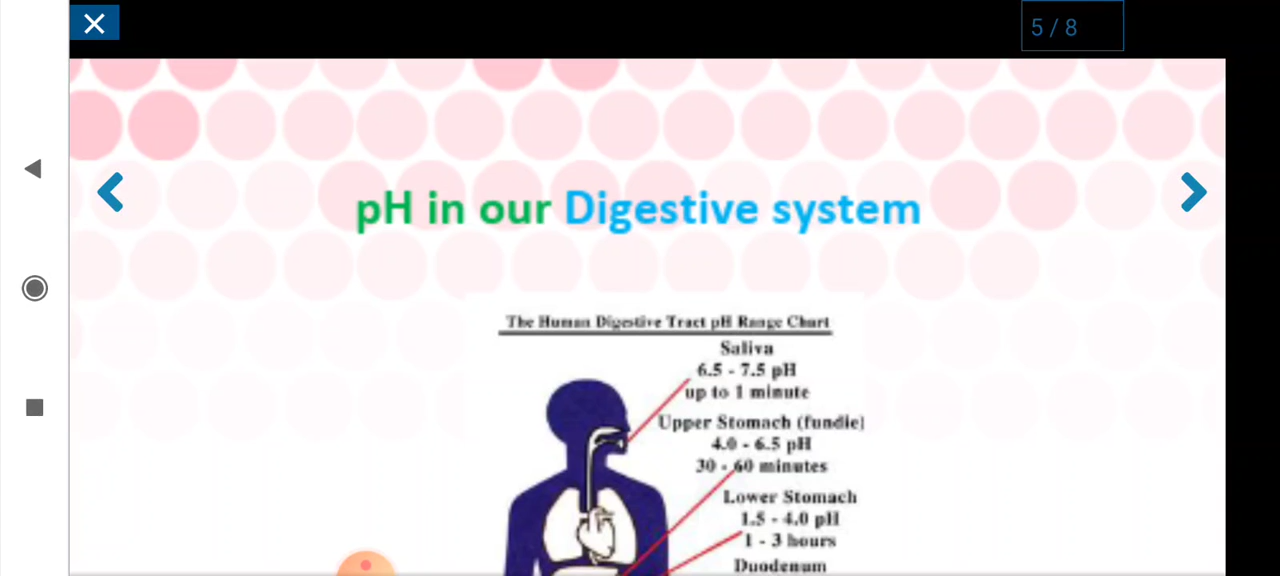 5 / 8
pH in our Digestive system
The Human Digestive Tract pH Range Chart
Saliva
6.5 - 7.5 pH
up to 1 minute
Upper Stomach (fundie)
4.0 - 6.5 pH
30 - 60 minutes
Lower Stomach
1.5 - 4.0 pH
1 - 3 hours
Duodenum